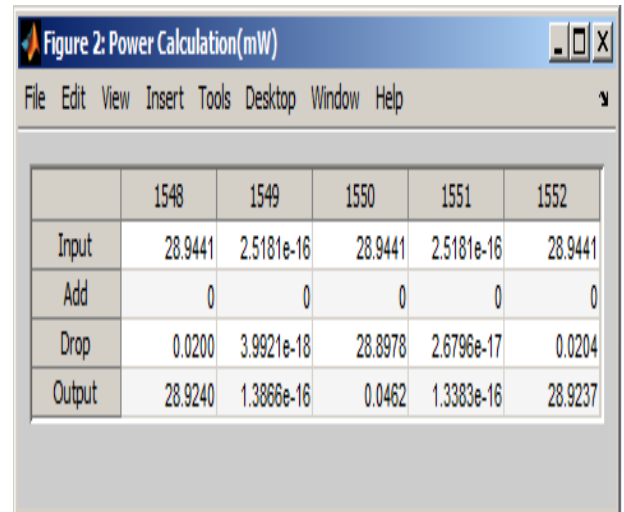 Figure 2: Power Calculation(mW)
File Edit View Insert Tools Desktop Window Help
1548 1549 1550 1551 1552
Input 28.9441 2.5181e-16 28.9441 2.5181e-16 28.9441
Add 0 0 0 0 0
Drop 0.0200 3.9921e-18 28.8978 2.6796e-17 0.0204
Output 28.9240 1.3866e-16 0.0462 1.3383e-16 28.9237